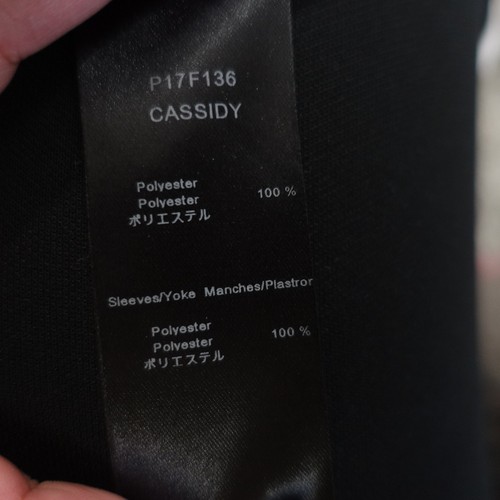 P17F136
CASSIDY
Polyester
Polyester 100 %
ポリエステル
Sleeves/Yoke Manches/Plastron
Polyester
Polyester 100 %
ポリエステル